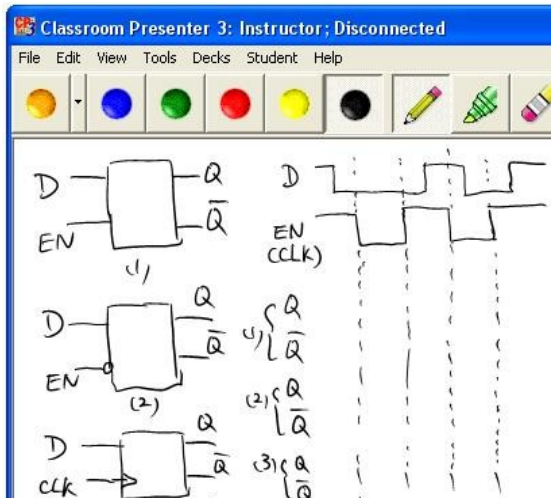 Classroom Presenter 3: Instructor; Disconnected
File Edit View Tools Decks Student Help
D
EN
Q
Q̅
(1)
D
EN
(CLK)
D
EN
Q
Q̅
(2)
(1) Q
Q̅
(2) Q
Q̅
D
CLK
Q
Q̅
(3) Q
Q̅